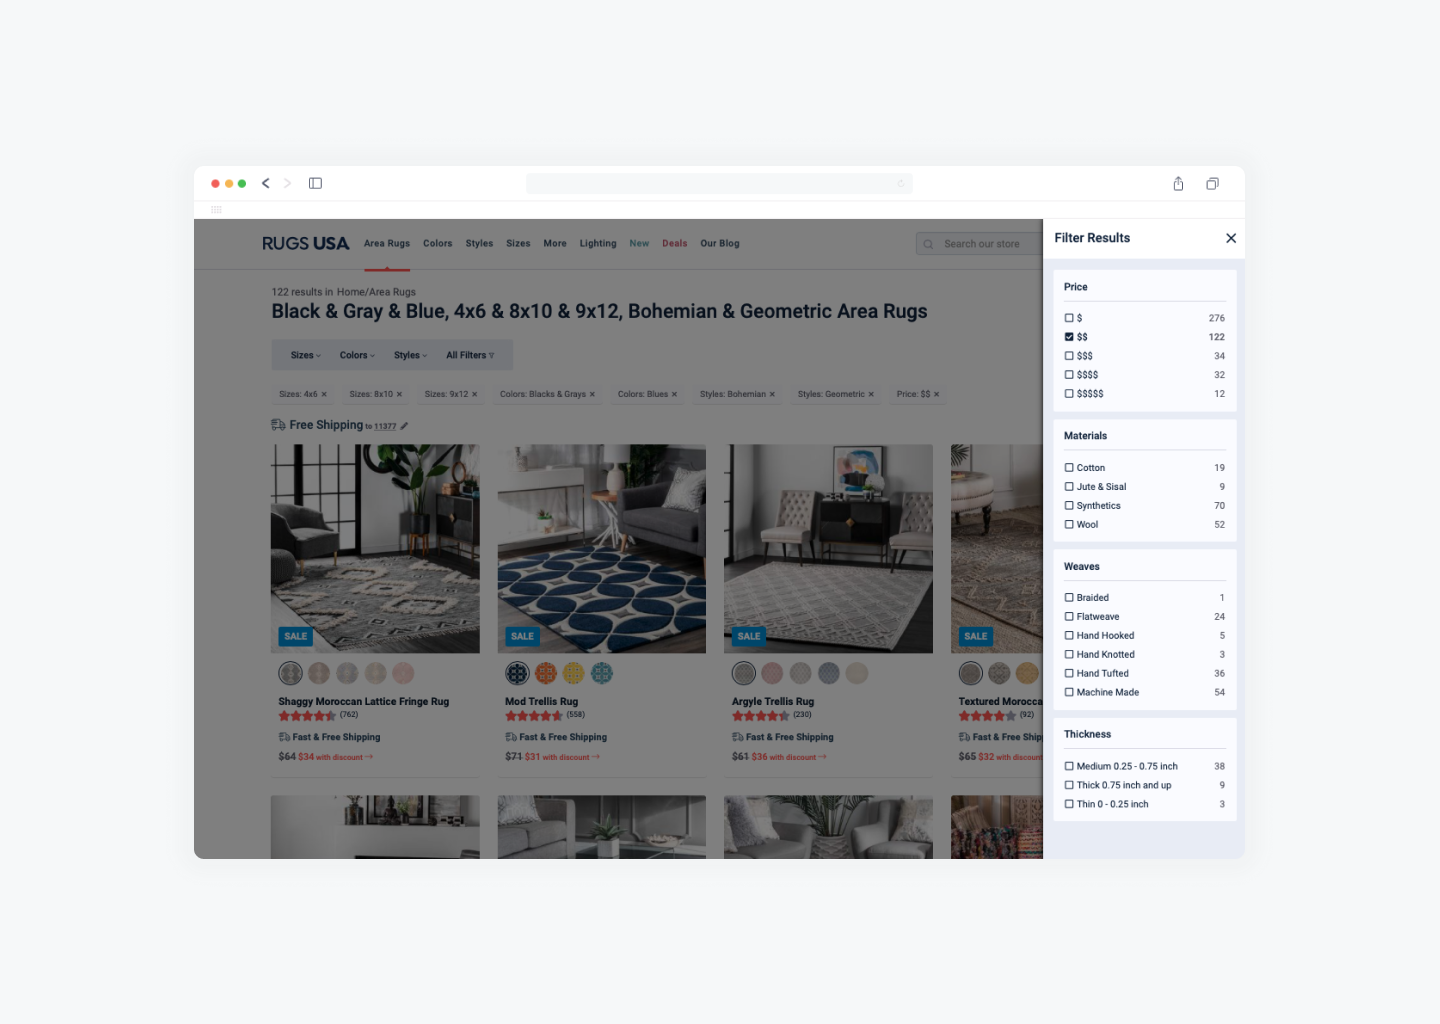 RUGS USA Area Rugs Colors Styles Sizes More Lighting New Deals Our Blog Search our store
122 results in Home/Area Rugs
Black & Gray & Blue, 4x6 & 8x10 & 9x12, Bohemian & Geometric Area Rugs
Sizes Colors Styles All Filters
Sizes: 4x6 × Sizes: 8x10 × Sizes: 9x12 × Colors: Blacks & Grays × Colors: Blues × Styles: Bohemian × Styles: Geometric × Price: $$ ×
Free Shipping to 11377
SALE SALE SALE SALE
Shaggy Moroccan Lattice Fringe Rug
(762)
Fast & Free Shipping
$64 $34 with discount →
Mod Trellis Rug
(558)
Fast & Free Shipping
$71 $31 with discount →
Argyle Trellis Rug
(230)
Fast & Free Shipping
$61 $36 with discount →
Textured Morocca
(92)
Fast & Free Ship
$65 $32 with discoun
Filter Results
Price
$ 276
$$ 122
$$$ 34
$$$$ 32
$$$$$ 12
Materials
Cotton 19
Jute & Sisal 9
Synthetics 70
Wool 52
Weaves
Braided 1
Flatweave 24
Hand Hooked 5
Hand Knotted 3
Hand Tufted 36
Machine Made 54
Thickness
Medium 0.25 - 0.75 inch 38
Thick 0.75 inch and up 9
Thin 0 - 0.25 inch 3